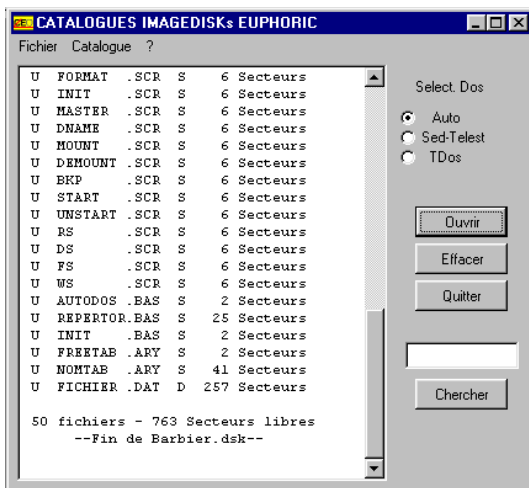 CATALOGUES IMAGEDISKs EUPHORIC
Fichier Catalogue ?
U FORMAT .SCR S 6 Secteurs
U INIT .SCR S 6 Secteurs
U MASTER .SCR S 6 Secteurs
U DNAME .SCR S 6 Secteurs
U MOUNT .SCR S 6 Secteurs
U DEMOUNT .SCR S 6 Secteurs
U BKP .SCR S 6 Secteurs
U START .SCR S 6 Secteurs
U UNSTART .SCR S 6 Secteurs
U RS .SCR S 6 Secteurs
U DS .SCR S 6 Secteurs
U FS .SCR S 6 Secteurs
U WS .SCR S 6 Secteurs
U AUTODOS .BAS S 2 Secteurs
U REPERTOR.BAS S 25 Secteurs
U INIT .BAS S 2 Secteurs
U FREETAB .ARY S 2 Secteurs
U NOMTAB .ARY S 41 Secteurs
U FICHIER .DAT D 257 Secteurs
50 fichiers - 763 Secteurs libres
--Fin de Barbier.dsk--
Select. Dos
Auto
Sed-Telest
TDos
Ouvrir
Effacer
Quitter
Chercher